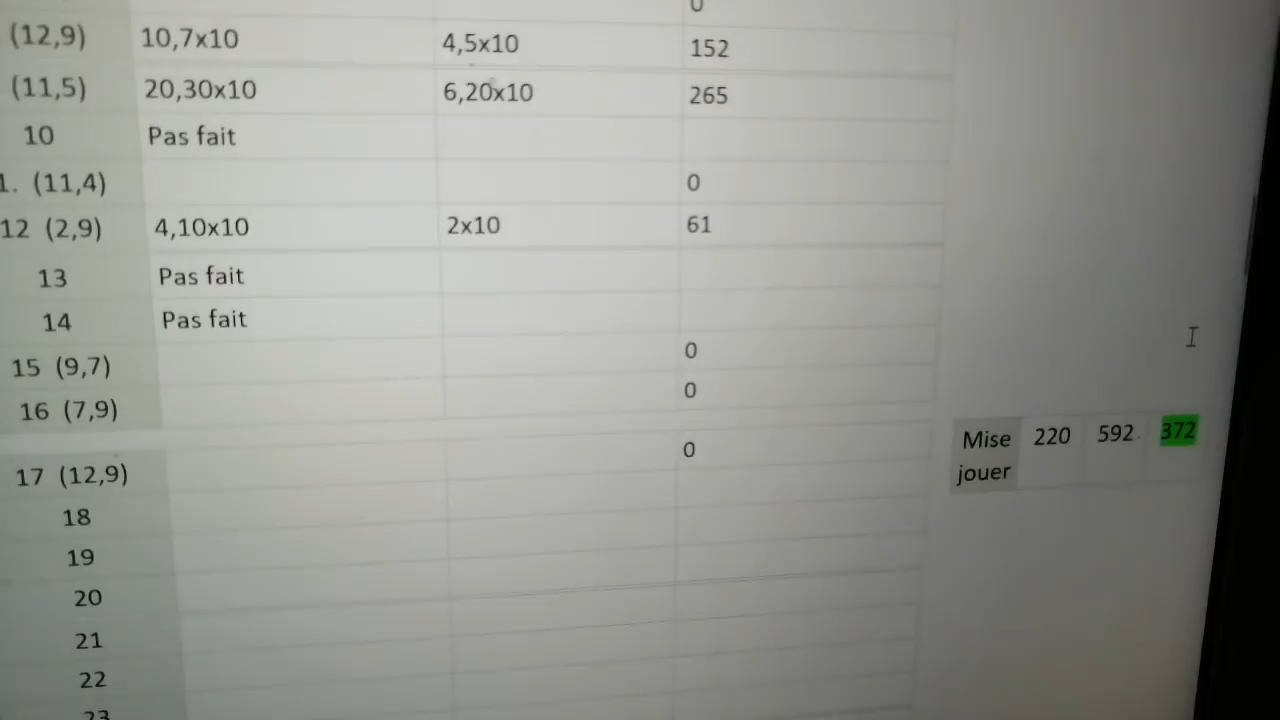 0
(12,9) 10,7x10 4,5x10 152
(11,5) 20,30x10 6,20x10 265
10 Pas fait
1. (11,4) 0
12 (2,9) 4,10x10 2x10 61
13 Pas fait
14 Pas fait
15 (9,7) 0
16 (7,9) 0
17 (12,9) 0
Mise 220 592 372
jouer
18
19
20
21
22
23